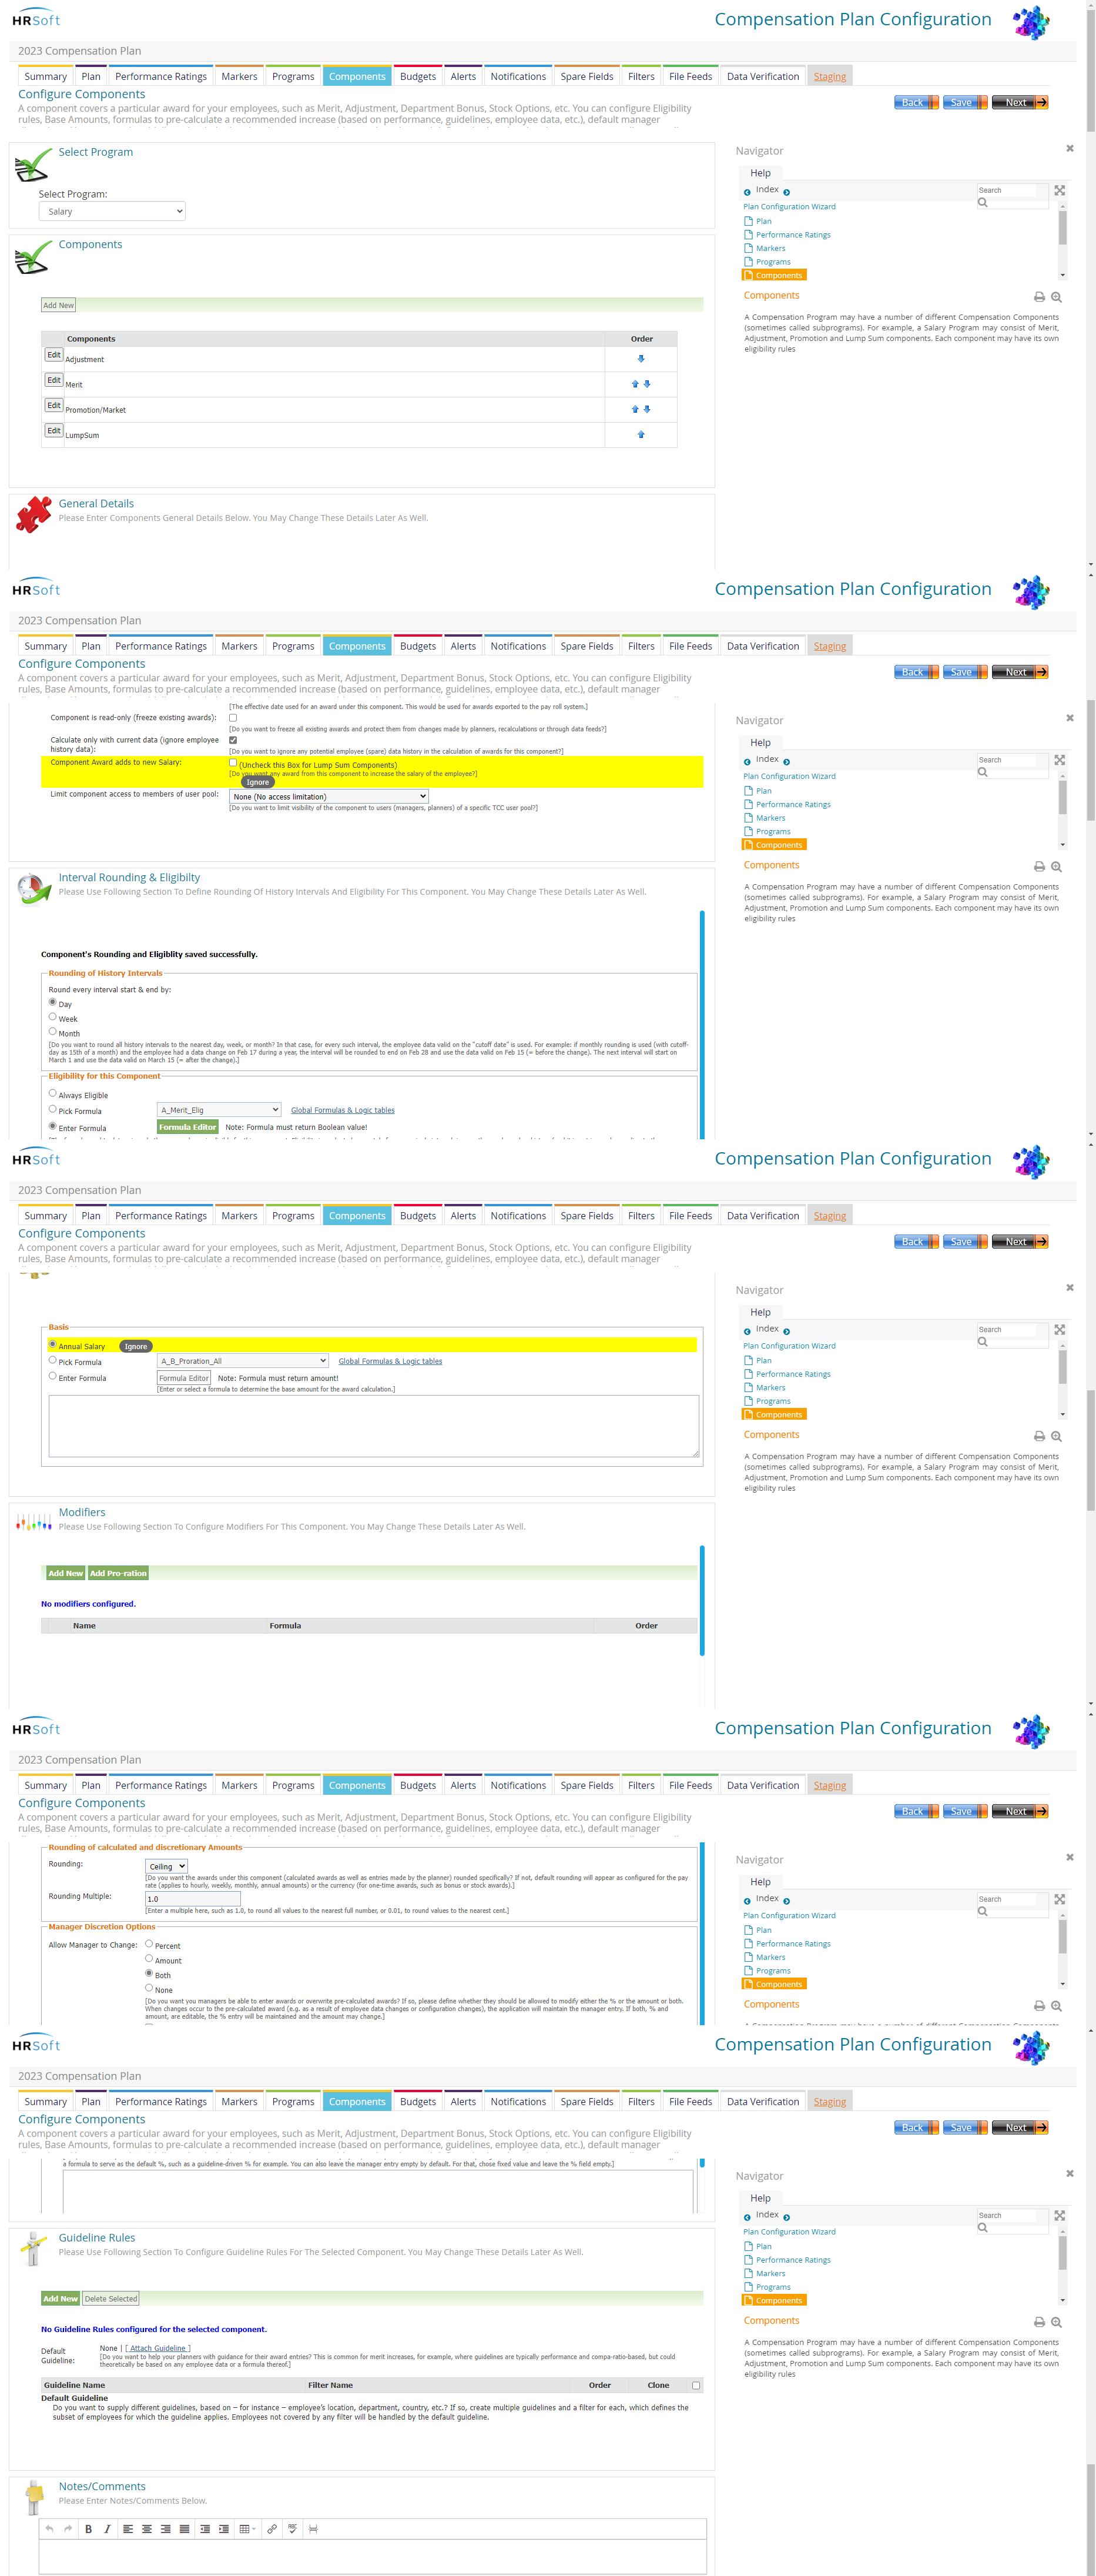 HRSoft
Compensation Plan Configuration
2023 Compensation Plan
Summary Plan Performance Ratings Markers Programs Components Budgets Alerts Notifications Spare Fields Filters File Feeds Data Verification Staging
Configure Components
A component covers a particular award for your employees, such as Merit, Adjustment, Department Bonus, Stock Options, etc. You can configure Eligibility
rules, Base Amounts, formulas to pre-calculate a recommended increase (based on performance, guidelines, employee data, etc.), default manager
Back Save Next
Select Program
Select Program:
Salary
Components
Add New
Components Order
Edit Adjustment
Edit Merit
Edit Promotion/Market
Edit LumpSum
General Details
Please Enter Components General Details Below. You May Change These Details Later As Well.
Navigator
Help
Index
Search
Plan Configuration Wizard
Plan
Performance Ratings
Markers
Programs
Components
Components
A Compensation Program may have a number of different Compensation Components
(sometimes called subprograms). For example, a Salary Program may consist of Merit,
Adjustment, Promotion and Lump Sum components. Each component may have its own
eligibility rules
HRSoft
Compensation Plan Configuration
2023 Compensation Plan
Summary Plan Performance Ratings Markers Programs Components Budgets Alerts Notifications Spare Fields Filters File Feeds Data Verification Staging
Configure Components
A component covers a particular award for your employees, such as Merit, Adjustment, Department Bonus, Stock Options, etc. You can configure Eligibility
rules, Base Amounts, formulas to pre-calculate a recommended increase (based on performance, guidelines, employee data, etc.), default manager
Back Save Next
[The effective date used for an award under this component. This would be used for awards exported to the pay roll system.]
Component is read-only (freeze existing awards):
[Do you want to freeze all existing awards and protect them from changes made by planners, recalculations or through data feeds?]
Calculate only with current data (ignore employee
history data):
[Do you want to ignore any potential employee (spare) data history in the calculation of awards for this component?]
Component Award adds to new Salary:
(Uncheck this Box for Lump Sum Components)
[Do you want any award from this component to increase the salary of the employee?]
Ignore
Limit component access to members of user pool:
None (No access limitation)
[Do you want to limit visibility of the component to users (managers, planners) of a specific TCC user pool?]
Interval Rounding & Eligibilty
Please Use Following Section To Define Rounding Of History Intervals And Eligibility For This Component. You May Change These Details Later As Well.
Component's Rounding and Eligiblity saved successfully.
Rounding of History Intervals
Round every interval start & end by:
Day
Week
Month
[Do you want to round all history intervals to the nearest day, week, or month? In that case, for every such interval, the employee data valid on the "cutoff date" is used. For example: if monthly rounding is used (with cutoff-
day as 15th of a month) and the employee had a data change on Feb 17 during a year, the interval will be rounded to end on Feb 28 and use the data valid on Feb 15 (= before the change). The next interval will start on
March 1 and use the data valid on March 15 (= after the change).]
Eligibility for this Component
Always Eligible
Pick Formula A_Merit_Elig Global Formulas & Logic tables
Enter Formula Formula Editor Note: Formula must return Boolean value!
Navigator
Help
Index
Search
Plan Configuration Wizard
Plan
Performance Ratings
Markers
Programs
Components
Components
A Compensation Program may have a number of different Compensation Components
(sometimes called subprograms). For example, a Salary Program may consist of Merit,
Adjustment, Promotion and Lump Sum components. Each component may have its own
eligibility rules
HRSoft
Compensation Plan Configuration
2023 Compensation Plan
Summary Plan Performance Ratings Markers Programs Components Budgets Alerts Notifications Spare Fields Filters File Feeds Data Verification Staging
Configure Components
A component covers a particular award for your employees, such as Merit, Adjustment, Department Bonus, Stock Options, etc. You can configure Eligibility
rules, Base Amounts, formulas to pre-calculate a recommended increase (based on performance, guidelines, employee data, etc.), default manager
Back Save Next
Basis
Annual Salary Ignore
Pick Formula A_B_Proration_All Global Formulas & Logic tables
Enter Formula Formula Editor Note: Formula must return amount!
[Enter or select a formula to determine the base amount for the award calculation.]
Modifiers
Please Use Following Section To Configure Modifiers For This Component. You May Change These Details Later As Well.
Add New Add Pro-ration
No modifiers configured.
Name Formula Order
Navigator
Help
Index
Search
Plan Configuration Wizard
Plan
Performance Ratings
Markers
Programs
Components
Components
A Compensation Program may have a number of different Compensation Components
(sometimes called subprograms). For example, a Salary Program may consist of Merit,
Adjustment, Promotion and Lump Sum components. Each component may have its own
eligibility rules
HRSoft
Compensation Plan Configuration
2023 Compensation Plan
Summary Plan Performance Ratings Markers Programs Components Budgets Alerts Notifications Spare Fields Filters File Feeds Data Verification Staging
Configure Components
A component covers a particular award for your employees, such as Merit, Adjustment, Department Bonus, Stock Options, etc. You can configure Eligibility
rules, Base Amounts, formulas to pre-calculate a recommended increase (based on performance, guidelines, employee data, etc.), default manager
Back Save Next
Rounding of calculated and discretionary Amounts
Rounding: Ceiling
[Do you want the awards under this component (calculated awards as well as entries made by the planner) rounded specifically? If not, default rounding will appear as configured for the pay
rate (applies to hourly, weekly, monthly, annual amounts) or the currency (for one-time awards, such as bonus or stock awards).]
Rounding Multiple: 1.0
[Enter a multiple here, such as 1.0, to round all values to the nearest full number, or 0.01, to round values to the nearest cent.]
Manager Discretion Options
Allow Manager to Change: Percent
Amount
Both
None
[Do you want you managers be able to enter awards or overwrite pre-calculated awards? If so, please define whether they should be allowed to modify either the % or the amount or both.
When changes occur to the pre-calculated award (e.g. as a result of employee data changes or configuration changes), the application will maintain the manager entry. If both, % and
amount, are editable, the % entry will be maintained and the amount may change.]
Navigator
Help
Index
Search
Plan Configuration Wizard
Plan
Performance Ratings
Markers
Programs
Components
Components
HRSoft
Compensation Plan Configuration
2023 Compensation Plan
Summary Plan Performance Ratings Markers Programs Components Budgets Alerts Notifications Spare Fields Filters File Feeds Data Verification Staging
Configure Components
A component covers a particular award for your employees, such as Merit, Adjustment, Department Bonus, Stock Options, etc. You can configure Eligibility
rules, Base Amounts, formulas to pre-calculate a recommended increase (based on performance, guidelines, employee data, etc.), default manager
Back Save Next
a formula to serve as the default %, such as a guideline-driven % for example. You can also leave the manager entry empty by default. For that, chose fixed value and leave the % field empty.]
Guideline Rules
Please Use Following Section To Configure Guideline Rules For The Selected Component. You May Change These Details Later As Well.
Add New Delete Selected
No Guideline Rules configured for the selected component.
Default
Guideline:
None | [ Attach Guideline ]
[Do you want to help your planners with guidance for their award entries? This is common for merit increases, for example, where guidelines are typically performance and compa-ratio-based, but could
theoretically be based on any employee data or a formula thereof.]
Guideline Name Filter Name Order Clone
Default Guideline
Do you want to supply different guidelines, based on – for instance – employee's location, department, country, etc.? If so, create multiple guidelines and a filter for each, which defines the
subset of employees for which the guideline applies. Employees not covered by any filter will be handled by the default guideline.
Notes/Comments
Please Enter Notes/Comments Below.
B I
Navigator
Help
Index
Search
Plan Configuration Wizard
Plan
Performance Ratings
Markers
Programs
Components
Components
A Compensation Program may have a number of different Compensation Components
(sometimes called subprograms). For example, a Salary Program may consist of Merit,
Adjustment, Promotion and Lump Sum components. Each component may have its own
eligibility rules